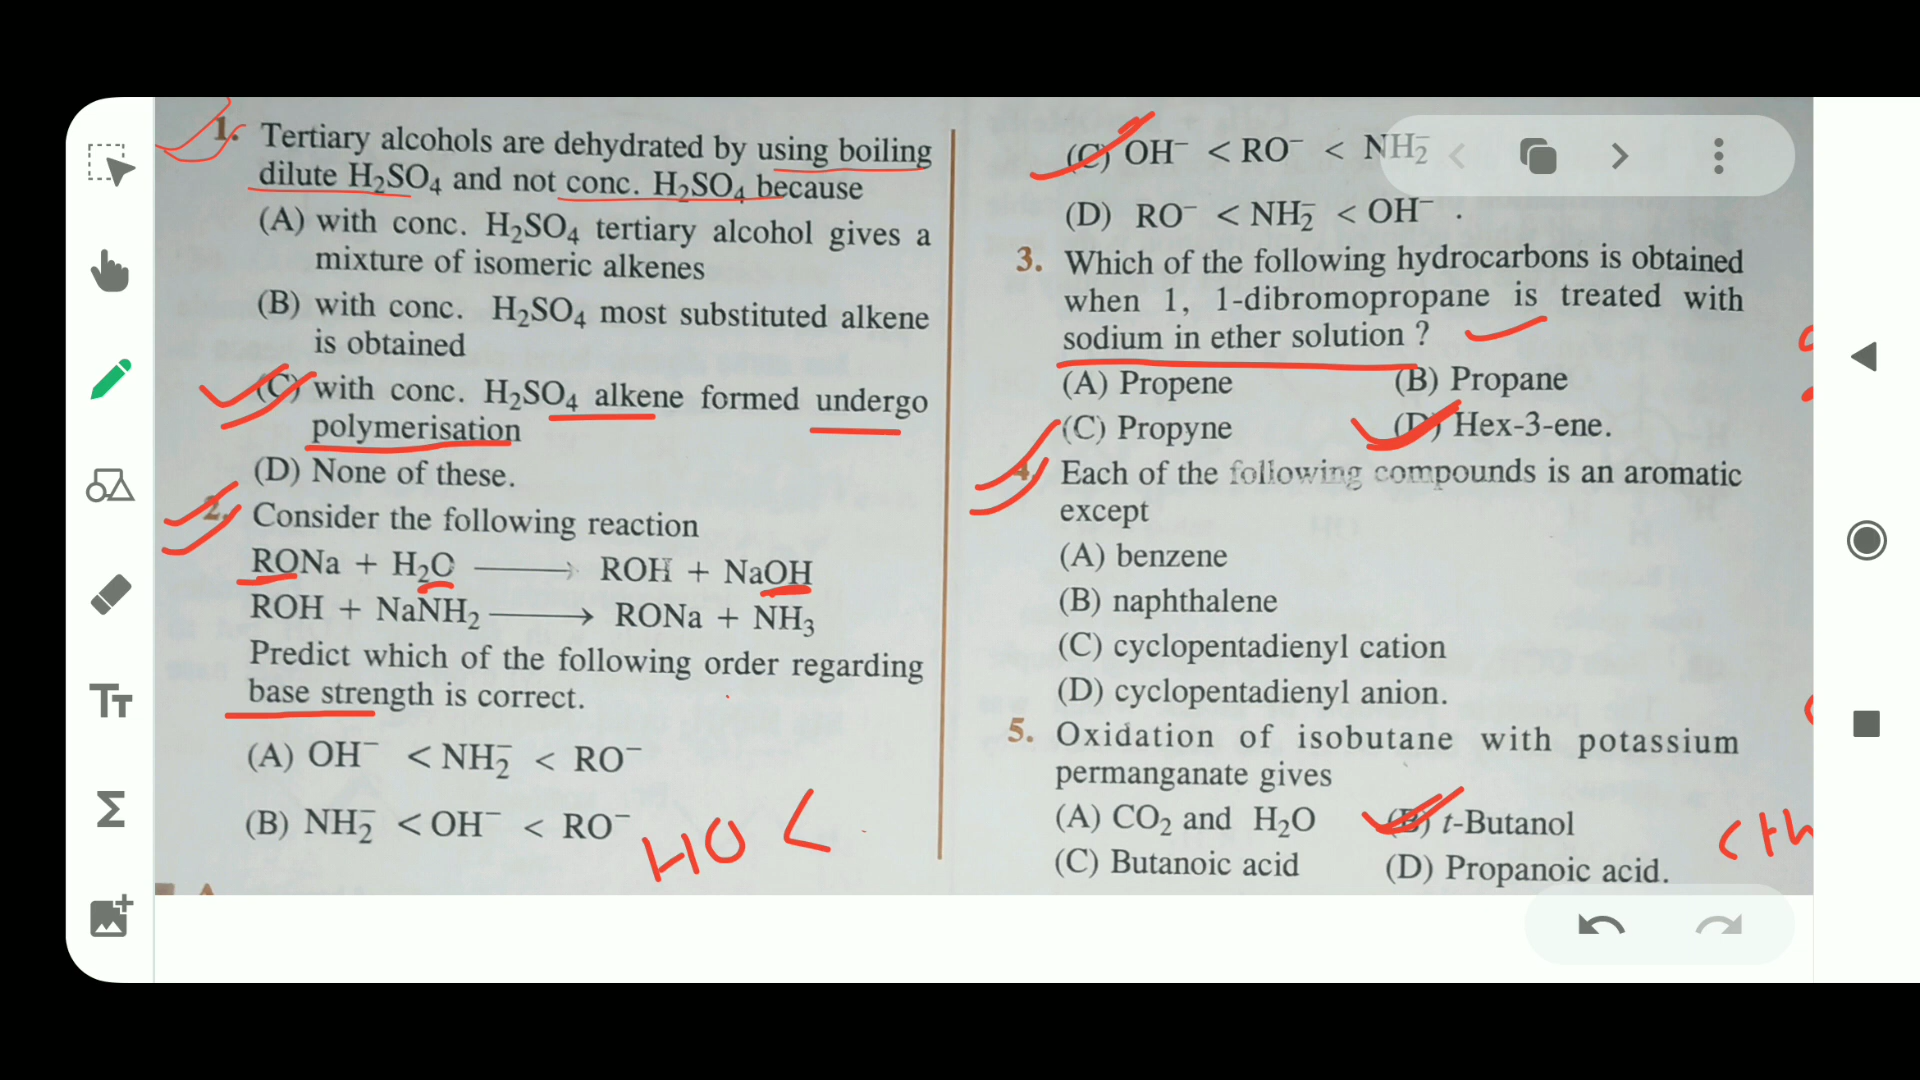 1. Tertiary alcohols are dehydrated by using boiling
dilute H₂SO₄ and not conc. H₂SO₄ because
(A) with conc. H₂SO₄ tertiary alcohol gives a
mixture of isomeric alkenes
(B) with conc. H₂SO₄ most substituted alkene
is obtained
(C) with conc. H₂SO₄ alkene formed undergo
polymerisation
(D) None of these.
2. Consider the following reaction
RONa + H₂O ⟶ ROH + NaOH
ROH + NaNH₂ ⟶ RONa + NH₃
Predict which of the following order regarding
base strength is correct.
(A) OH⁻ < NH₂⁻ < RO⁻
(B) NH₂⁻ < OH⁻ < RO⁻
HO <
(C) OH⁻ < RO⁻ < NH₂⁻
(D) RO⁻ < NH₂⁻ < OH⁻ .
3. Which of the following hydrocarbons is obtained
when 1, 1-dibromopropane is treated with
sodium in ether solution ?
(A) Propene (B) Propane
(C) Propyne (D) Hex-3-ene.
4. Each of the following compounds is an aromatic
except
(A) benzene
(B) naphthalene
(C) cyclopentadienyl cation
(D) cyclopentadienyl anion.
5. Oxidation of isobutane with potassium
permanganate gives
(A) CO₂ and H₂O (B) t-Butanol
(C) Butanoic acid (D) Propanoic acid.